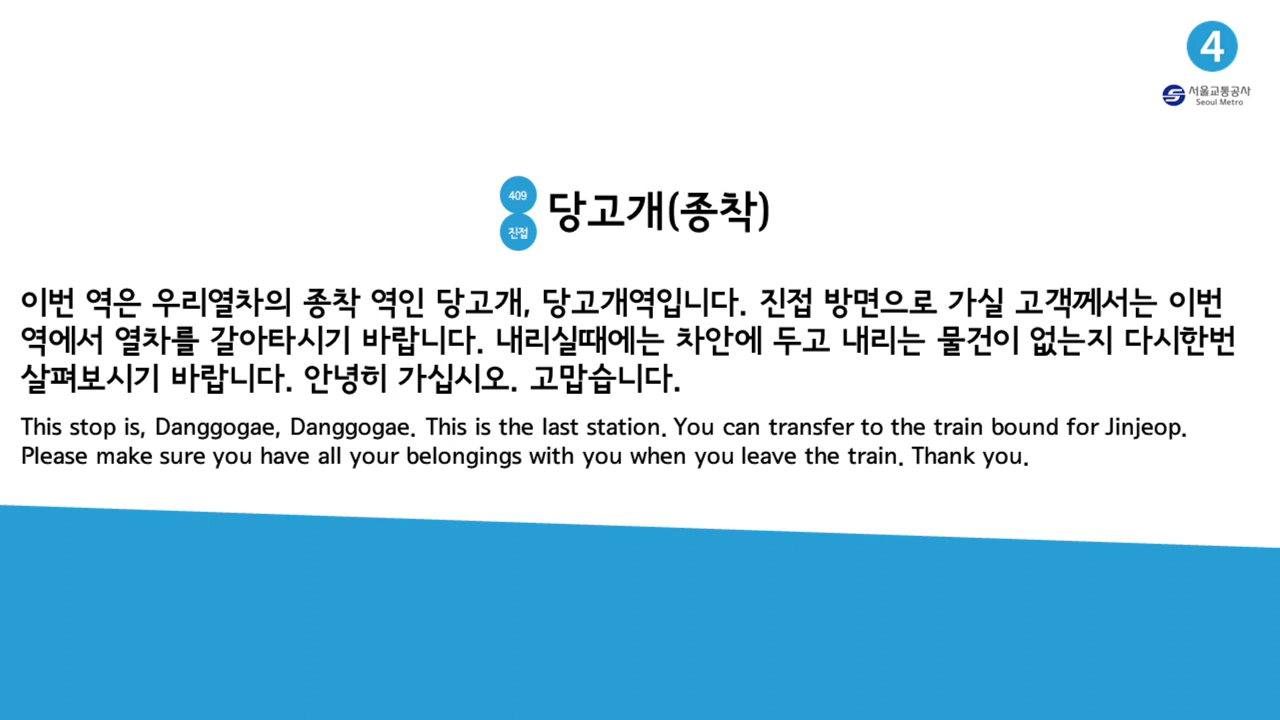 4
서울교통공사
Seoul Metro
409
진접
당고개(종착)
이번 역은 우리열차의 종착 역인 당고개, 당고개역입니다. 진접 방면으로 가실 고객께서는 이번
역에서 열차를 갈아타시기 바랍니다. 내리실때에는 차안에 두고 내리는 물건이 없는지 다시한번
살펴보시기 바랍니다. 안녕히 가십시오. 고맙습니다.
This stop is, Danggogae, Danggogae. This is the last station. You can transfer to the train bound for Jinjeop.
Please make sure you have all your belongings with you when you leave the train. Thank you.